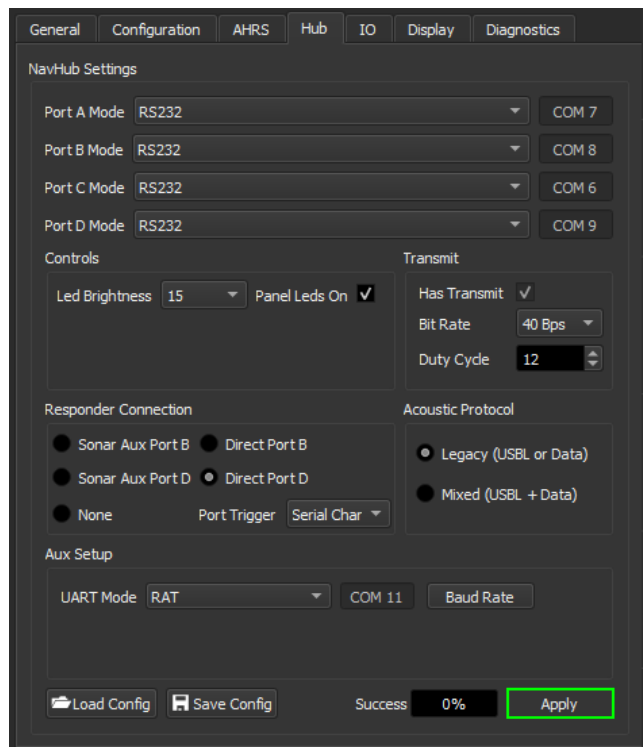 General Configuration AHRS Hub IO Display Diagnostics
NavHub Settings
Port A Mode RS232 COM 7
Port B Mode RS232 COM 8
Port C Mode RS232 COM 6
Port D Mode RS232 COM 9
Controls
Led Brightness 15 Panel Leds On
Transmit
Has Transmit
Bit Rate 40 Bps
Duty Cycle 12
Responder Connection
Sonar Aux Port B Direct Port B
Sonar Aux Port D Direct Port D
None Port Trigger Serial Char
Acoustic Protocol
Legacy (USBL or Data)
Mixed (USBL + Data)
Aux Setup
UART Mode RAT COM 11 Baud Rate
Load Config Save Config Success 0% Apply